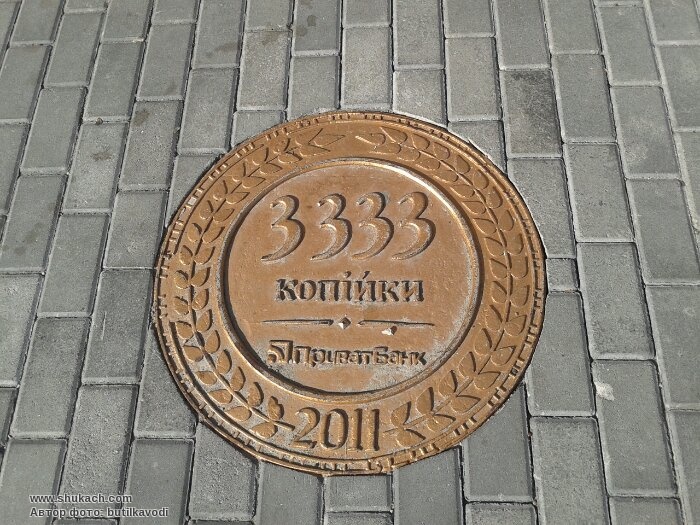 3333
копійки
ПриватБанк
2011
www.shukach.com
Автор фото: butilkavodi